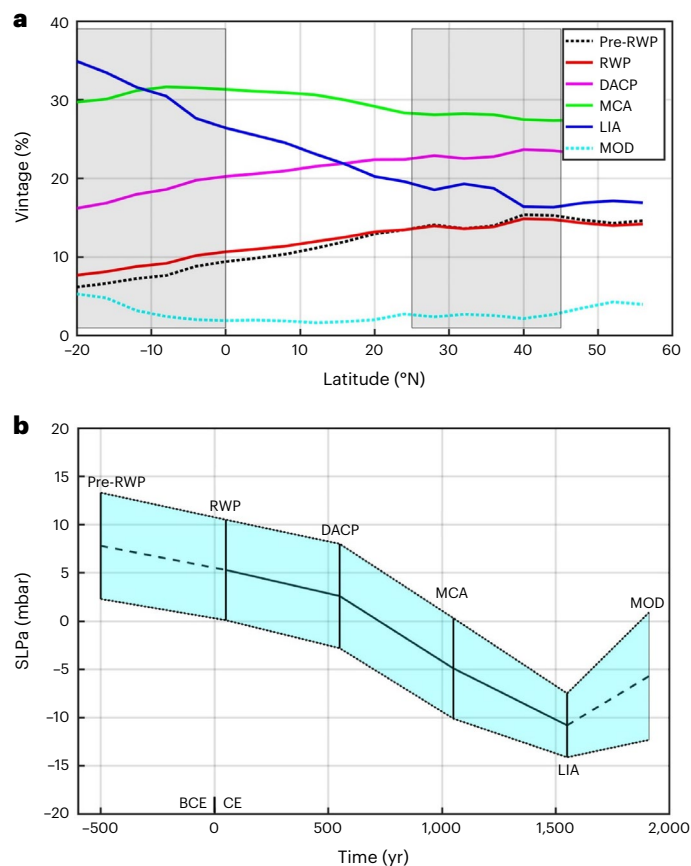 a
40
30
20
10
0
Vintage (%)
Pre-RWP
RWP
DACP
MCA
LIA
MOD
−20 −10 0 10 20 30 40 50 60
Latitude (°N)
b
20
15
10
5
0
−5
−10
−15
−20
SLPa (mbar)
Pre-RWP
RWP
DACP
MCA
MOD
LIA
BCE CE
−500 0 500 1,000 1,500 2,000
Time (yr)